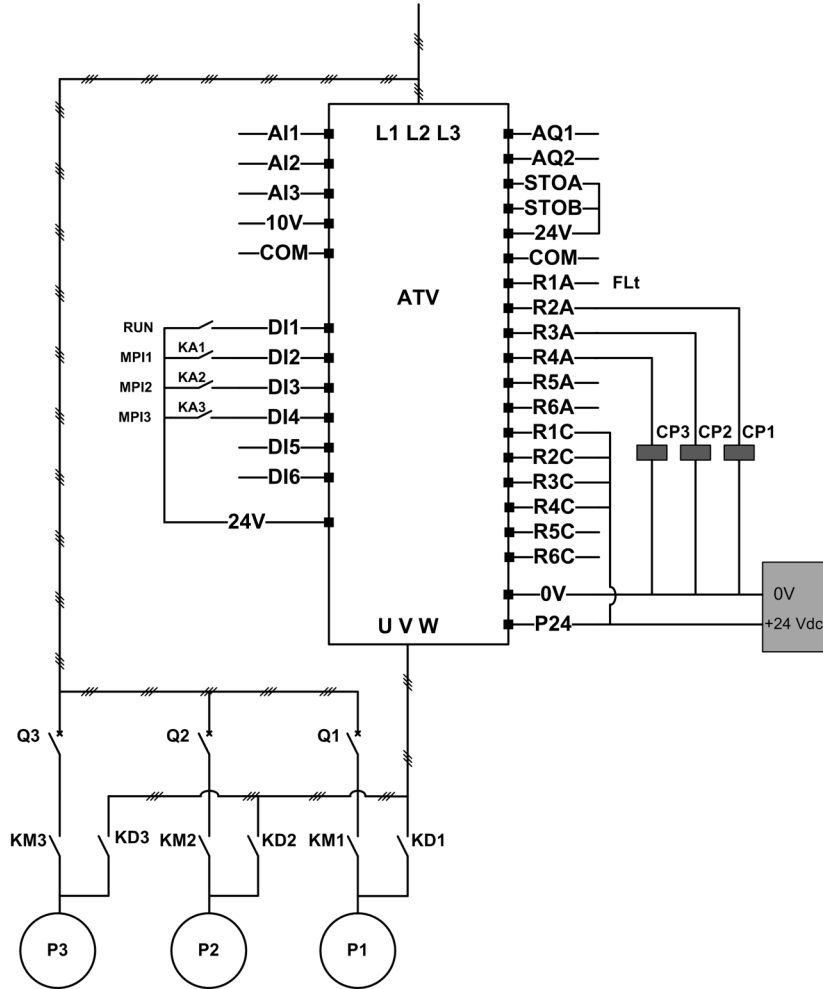 L1 L2 L3
AI1
AI2
AI3
10V
COM
AQ1
AQ2
STOA
STOB
24V
COM
ATV
R1A FLt
R2A
R3A
R4A
R5A
R6A
R1C
R2C
R3C
R4C
R5C
R6C
0V
P24
RUN DI1
MPI1 KA1 DI2
MPI2 KA2 DI3
MPI3 KA3 DI4
DI5
DI6
24V
CP3 CP2 CP1
0V
+24 Vdc
U V W
Q3 Q2 Q1
KM3 KD3 KM2 KD2 KM1 KD1
P3 P2 P1